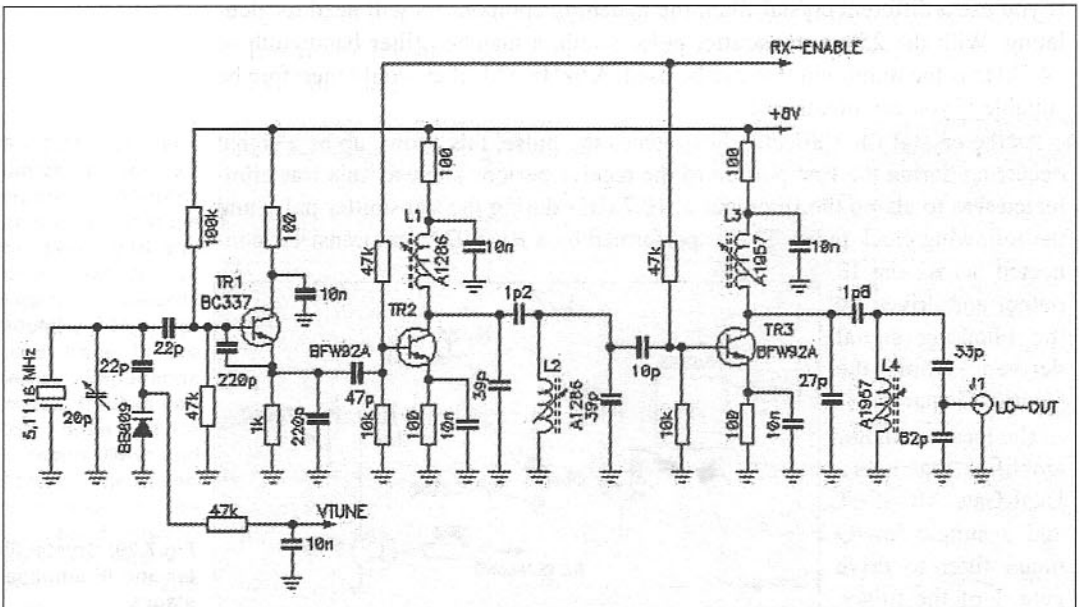 RX-ENABLE
+8V
100
100
100k
L1
L3
47k
A1286
10n
47k
A1957
10n
TR1
BC337
10n
TR2
1p2
TR3
1p8
BFW92A
BFW92A
22p
22p
220p
47p
39p
L2
10p
27p
L4
33p
5,1116 MHz
20p
BB809
47k
1k
220p
10k
100
10n
A1286
39p
10k
100
10n
A1957
82p
J1
LO-OUT
47k
VTUNE
10n